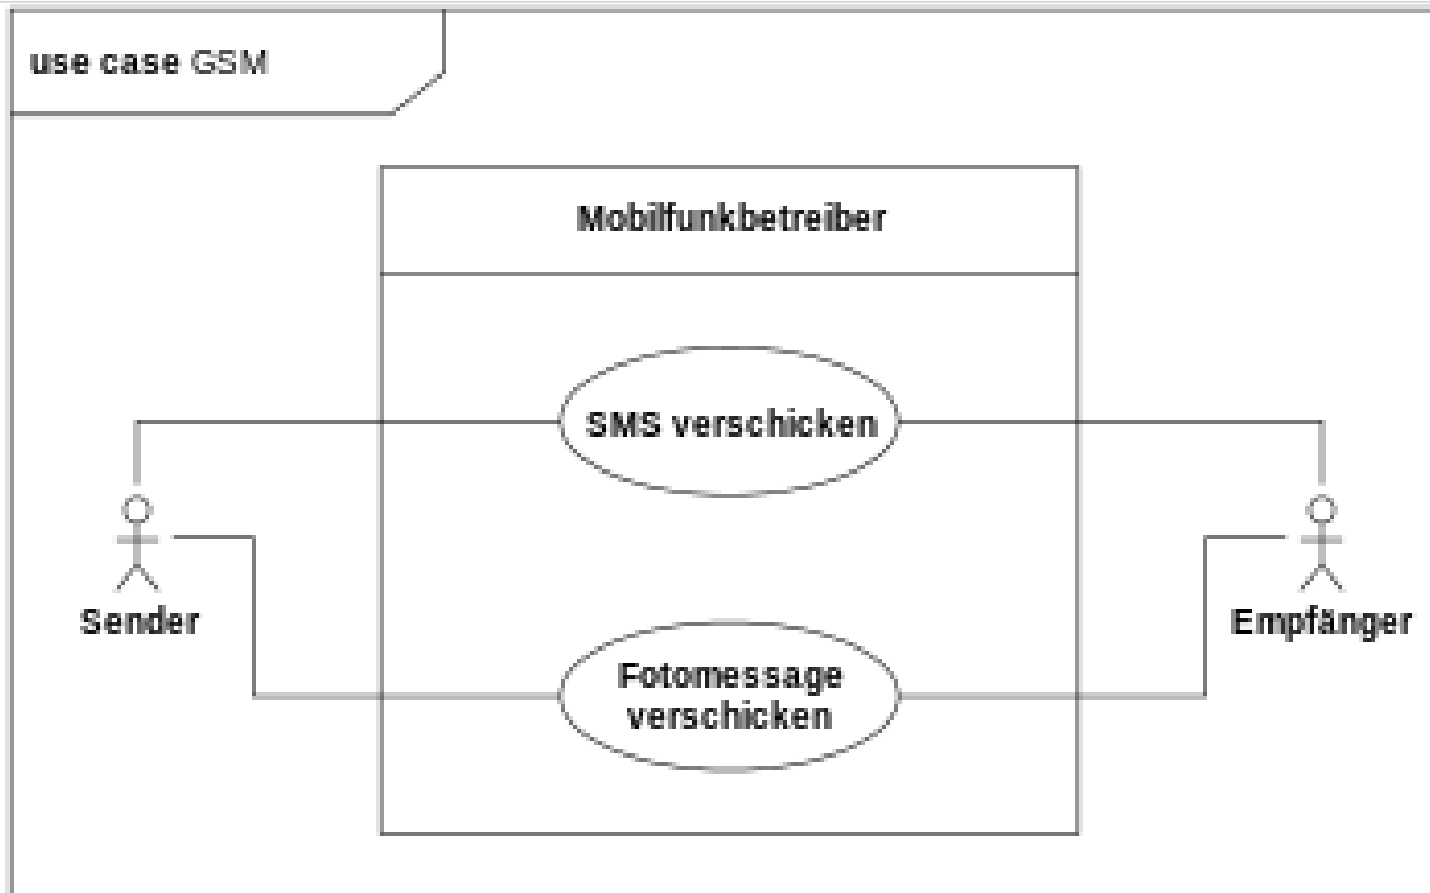 use case GSM
Mobilfunkbetreiber
SMS verschicken
Sender
Empfänger
Fotomessage
verschicken